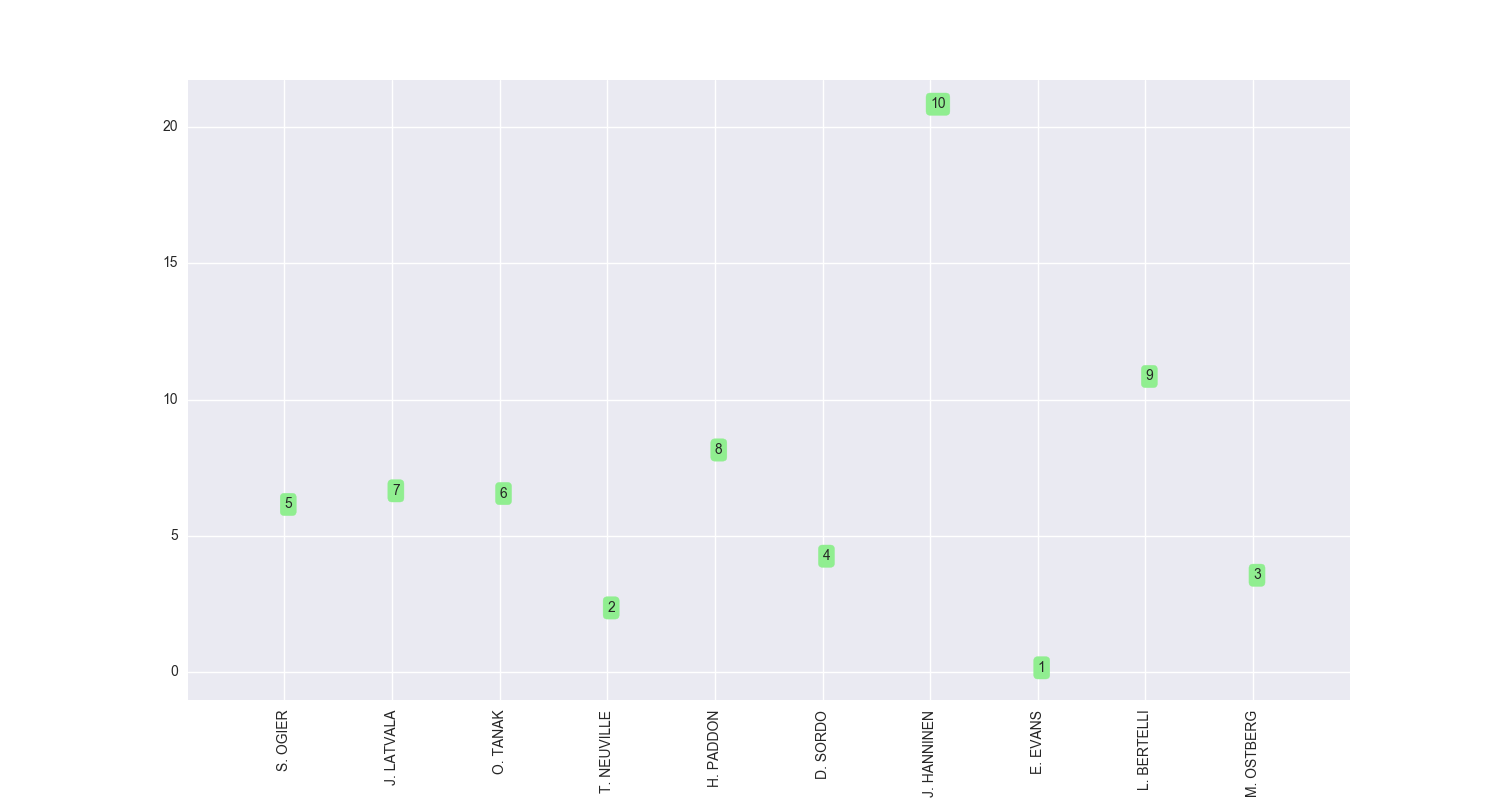 10
20
15
10
9
8
7
6
5
5
4
3
2
1
0
S. OGIER
J. LATVALA
O. TANAK
T. NEUVILLE
H. PADDON
D. SORDO
J. HANNINEN
E. EVANS
L. BERTELLI
M. OSTBERG